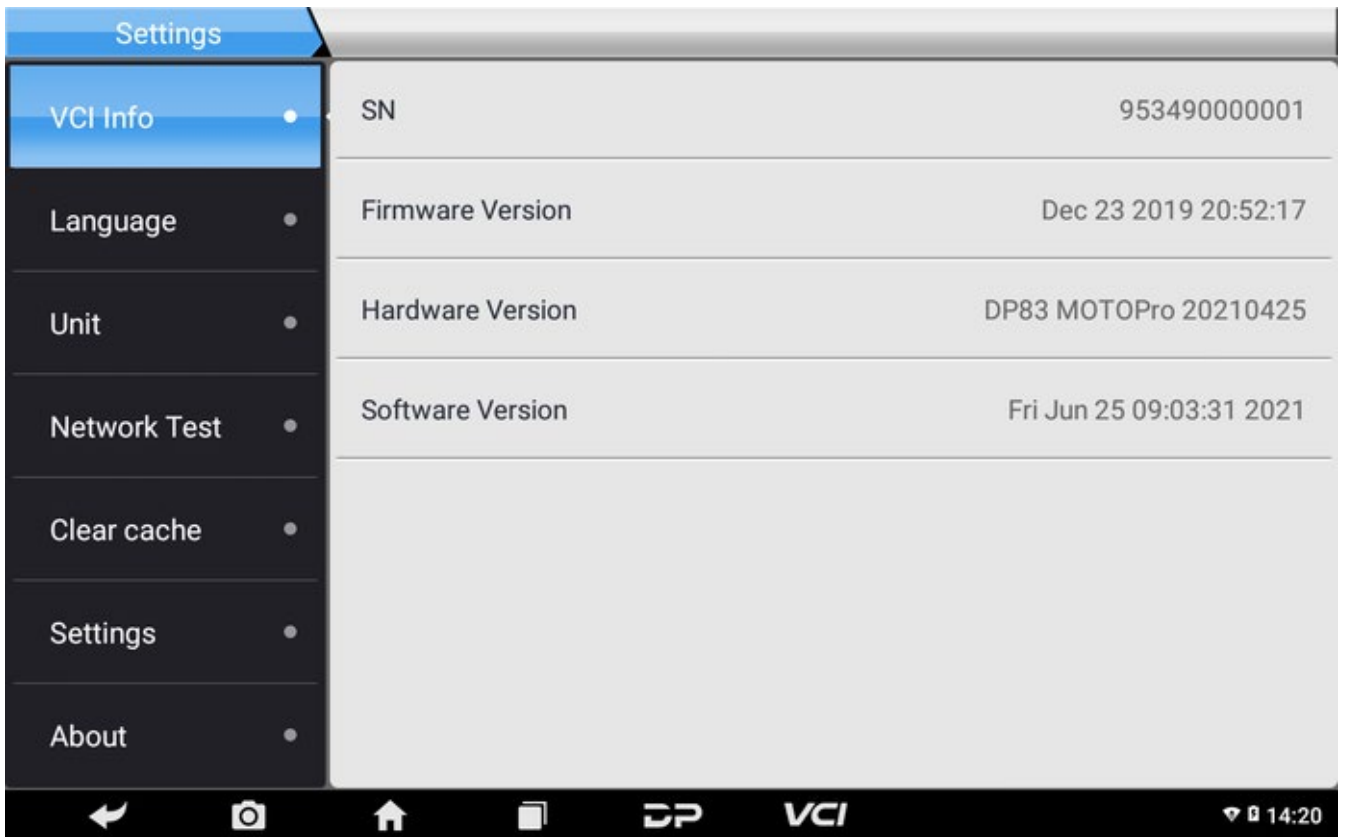 Settings
VCI Info
Language
Unit
Network Test
Clear cache
Settings
About
SN 953490000001
Firmware Version Dec 23 2019 20:52:17
Hardware Version DP83 MOTOPro 20210425
Software Version Fri Jun 25 09:03:31 2021
DP VCI 14:20